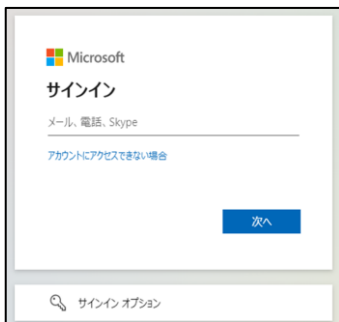 Microsoft
サインイン
メール、電話、Skype
アカウントにアクセスできない場合
次へ
サインイン オプション